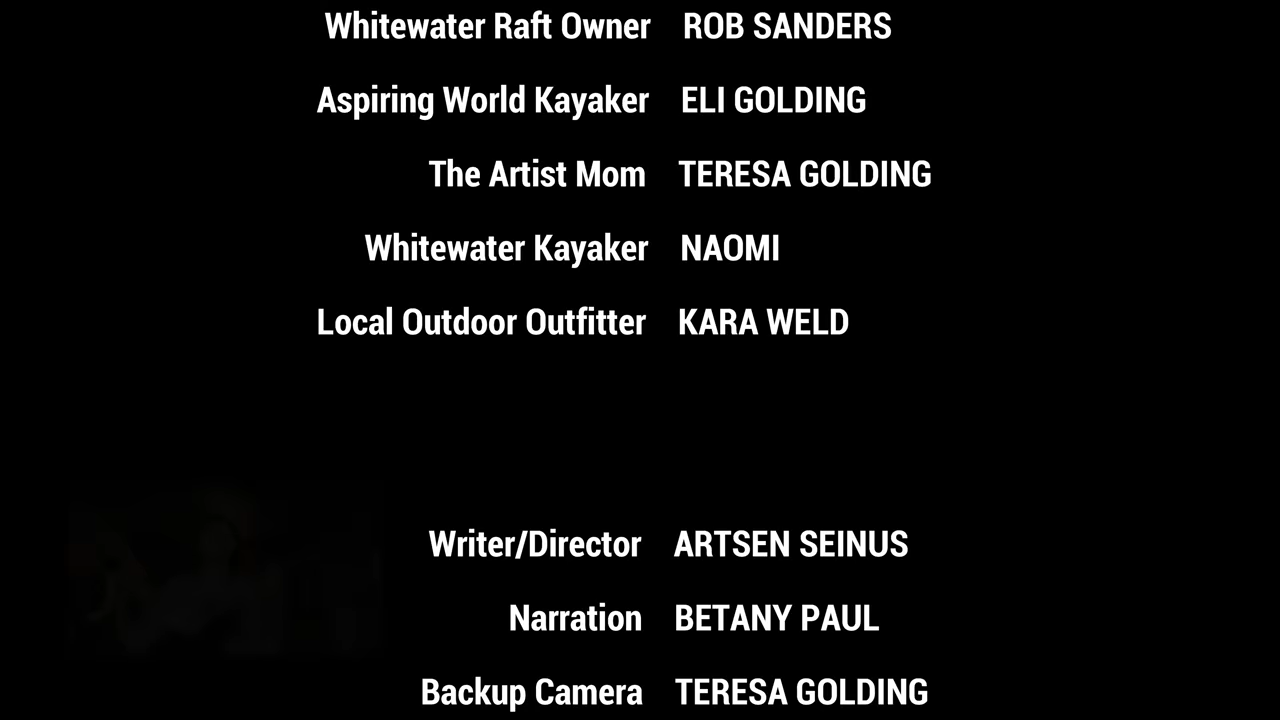 Whitewater Raft Owner ROB SANDERS
Aspiring World Kayaker ELI GOLDING
The Artist Mom TERESA GOLDING
Whitewater Kayaker NAOMI
Local Outdoor Outfitter KARA WELD
Writer/Director ARTSEN SEINUS
Narration BETANY PAUL
Backup Camera TERESA GOLDING